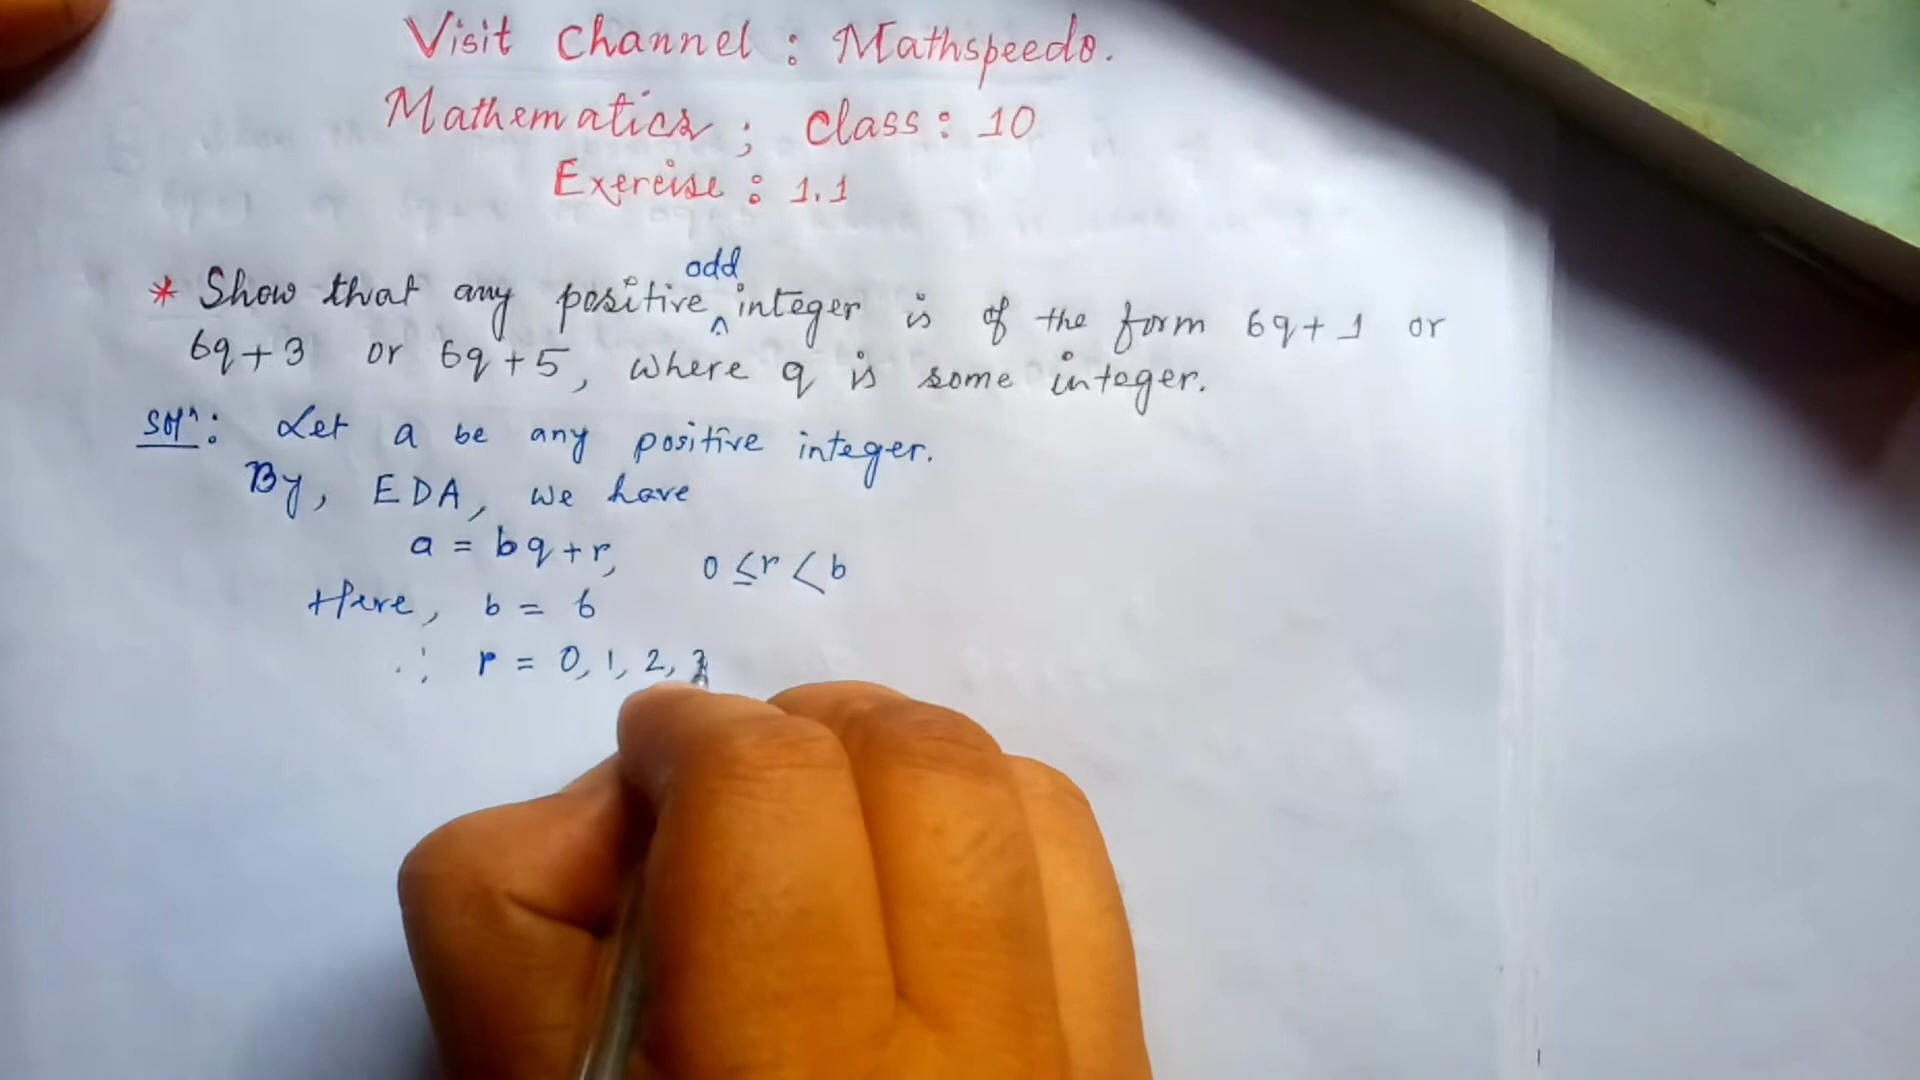 Visit Channel : Mathspeedo.
Mathematics ; Class : 10
Exercise : 1.1
* Show that any positive odd integer is of the form 6q+1 or
6q+3 or 6q+5, where q is some integer.
Solⁿ: Let a be any positive integer.
By, EDA, we have
a = bq+r, 0 ≤ r < b
Here, b = 6
∴ r = 0, 1, 2, 3